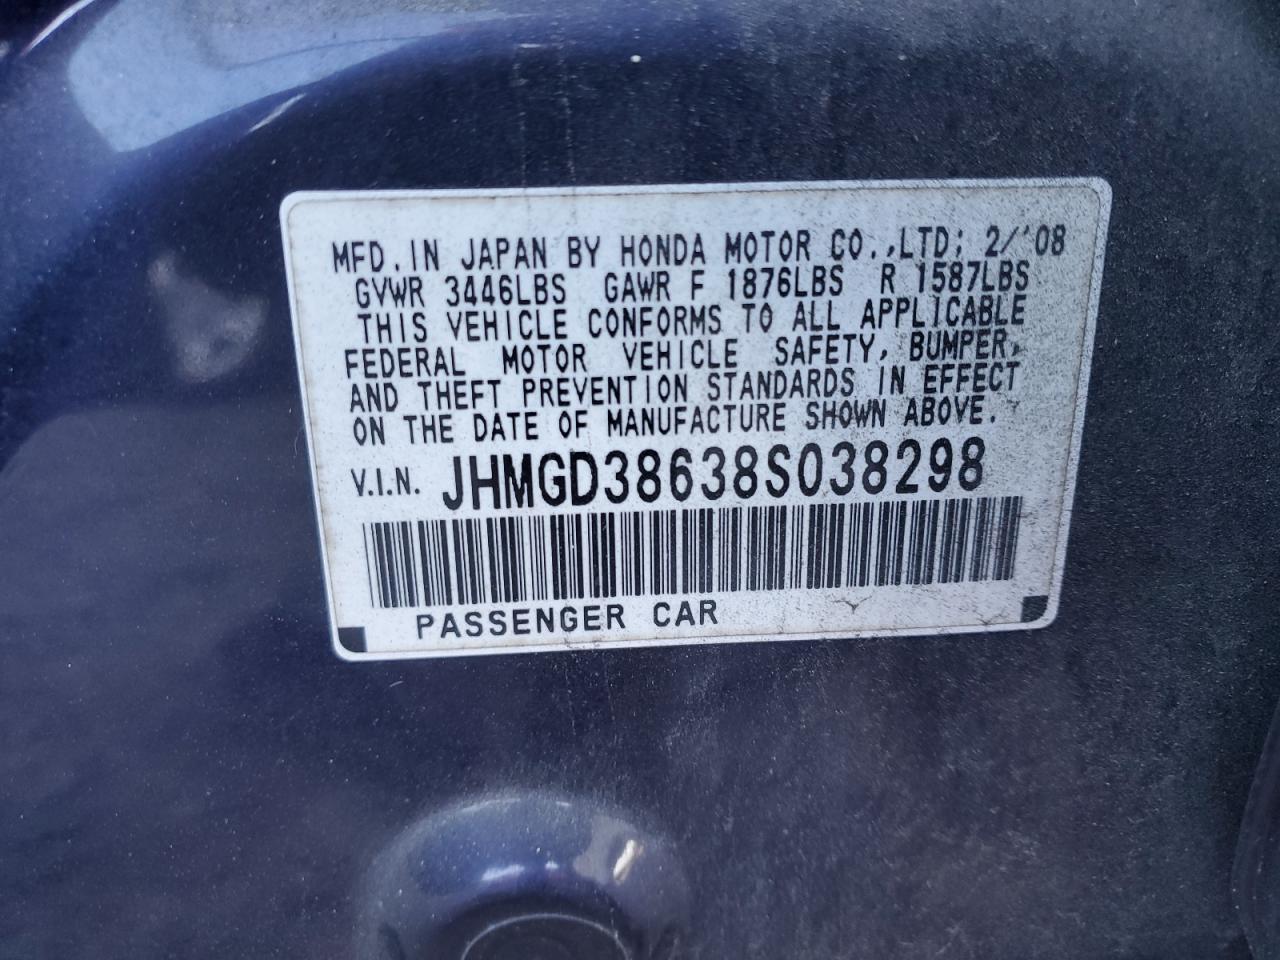 MFD. IN JAPAN BY HONDA MOTOR CO.,LTD; 2/'08
GVWR 3446LBS GAWR F 1876LBS R 1587LBS
THIS VEHICLE CONFORMS TO ALL APPLICABLE
FEDERAL MOTOR VEHICLE SAFETY, BUMPER,
AND THEFT PREVENTION STANDARDS IN EFFECT
ON THE DATE OF MANUFACTURE SHOWN ABOVE.
V.I.N. JHMGD38638S038298
PASSENGER CAR